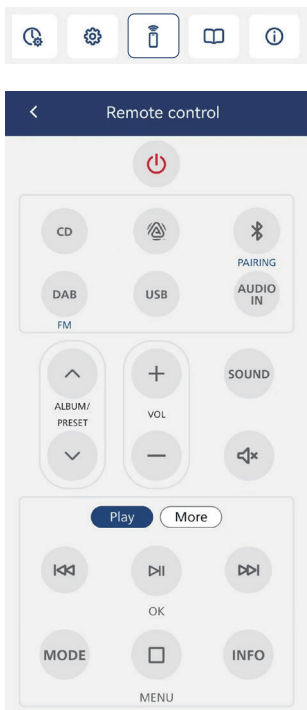 Remote control
CD
PAIRING
DAB
USB
AUDIO
IN
FM
ALBUM/
PRESET
VOL
SOUND
Play
More
OK
MODE
INFO
MENU